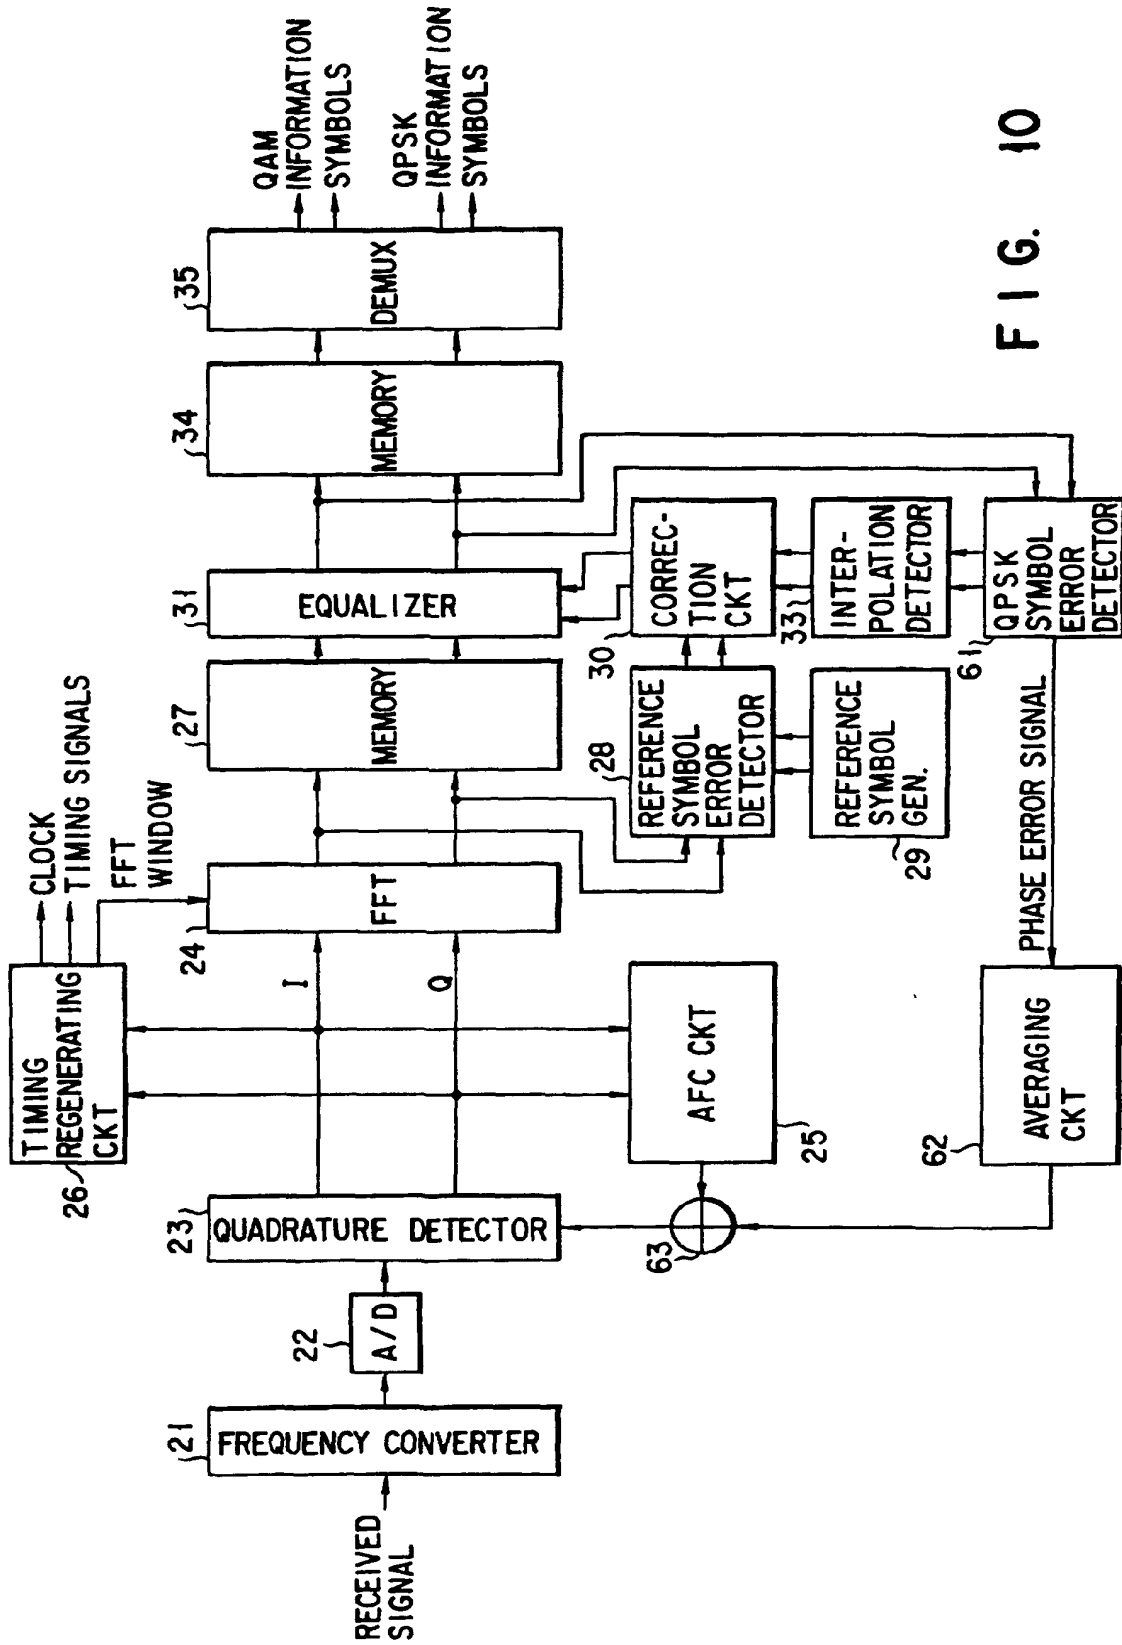 RECEIVED
SIGNAL
21
FREQUENCY CONVERTER
22
A/D
23
QUADRATURE DETECTOR
TIMING
REGENERATING
CKT
26
CLOCK
TIMING SIGNALS
FFT
WINDOW
I
Q
24
FFT
27
MEMORY
31
EQUALIZER
34
MEMORY
35
DEMUX
QAM
INFORMATION
SYMBOLS
QPSK
INFORMATION
SYMBOLS
AFC CKT
25
63
28
REFERENCE
SYMBOL
ERROR
DETECTOR
30
CORREC-
TION
CKT
29
REFERENCE
SYMBOL
GEN.
33
INTER-
POLATION
DETECTOR
61
QPSK
SYMBOL
ERROR
DETECTOR
PHASE ERROR SIGNAL
62
AVERAGING
CKT
FIG. 10